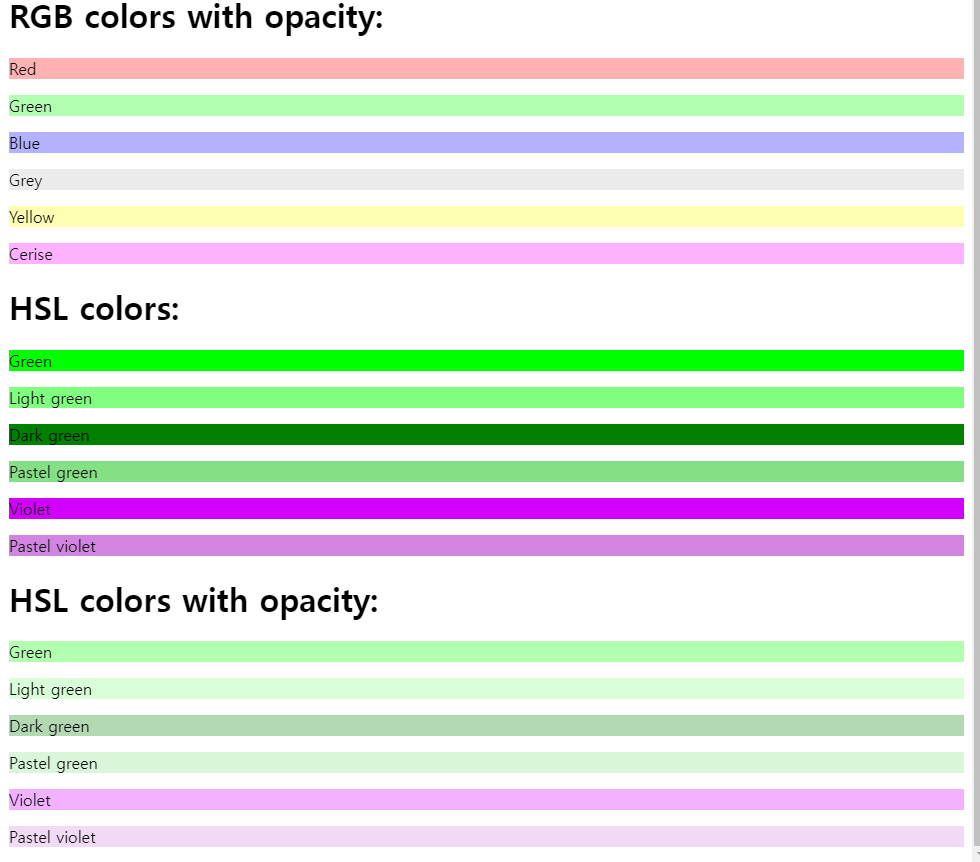 RGB colors with opacity:
Red
Green
Blue
Grey
Yellow
Cerise
HSL colors:
Green
Light green
Dark green
Pastel green
Violet
Pastel violet
HSL colors with opacity:
Green
Light green
Dark green
Pastel green
Violet
Pastel violet